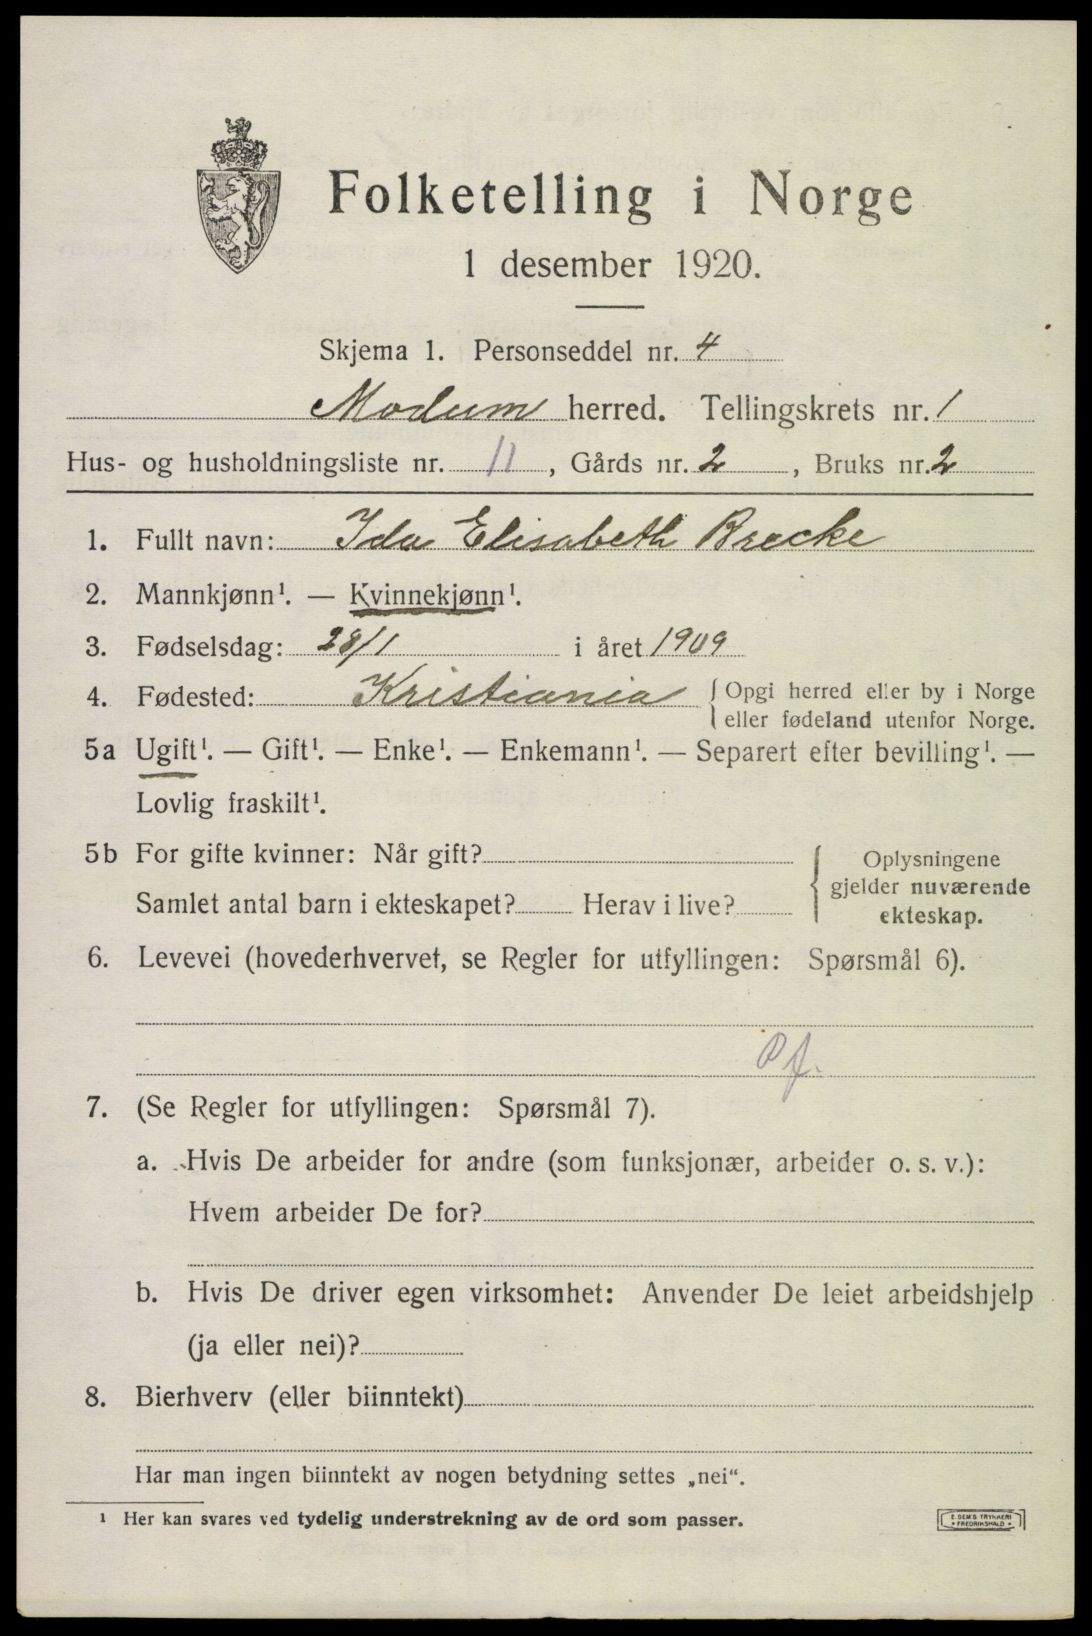 Folketelling i Norge
1 desember 1920.
Skjema 1. Personseddel nr. 4
Modum herred. Tellingskrets nr. 1
Hus- og husholdningsliste nr. 11, Gårds nr. 2, Bruks nr. 2
1. Fullt navn: Ida Elisabeth Brecke
2. Mannkjønn¹. — Kvinnekjønn¹.
3. Fødselsdag: 28/1 i året 1909
4. Fødested: Kristiania { Opgi herred eller by i Norge
eller fødeland utenfor Norge.
5a Ugift¹. — Gift¹. — Enke¹. — Enkemann¹. — Separert efter bevilling¹. —
Lovlig fraskilt¹.
5b For gifte kvinner: Når gift?
Samlet antal barn i ekteskapet? Herav i live?
{ Oplysningene
gjelder nuværende
ekteskap.
6. Levevei (hovederhvervet, se Regler for utfyllingen: Spørsmål 6).
Pf.
7. (Se Regler for utfyllingen: Spørsmål 7).
a. Hvis De arbeider for andre (som funksjonær, arbeider o. s. v.):
Hvem arbeider De for?
b. Hvis De driver egen virksomhet: Anvender De leiet arbeidshjelp
(ja eller nei)?
8. Bierhverv (eller biinntekt)
Har man ingen biinntekt av nogen betydning settes „nei“.
¹ Her kan svares ved tydelig understrekning av de ord som passer.
E. DEM'S TRYKKERI
• FREDRIKSHALD •